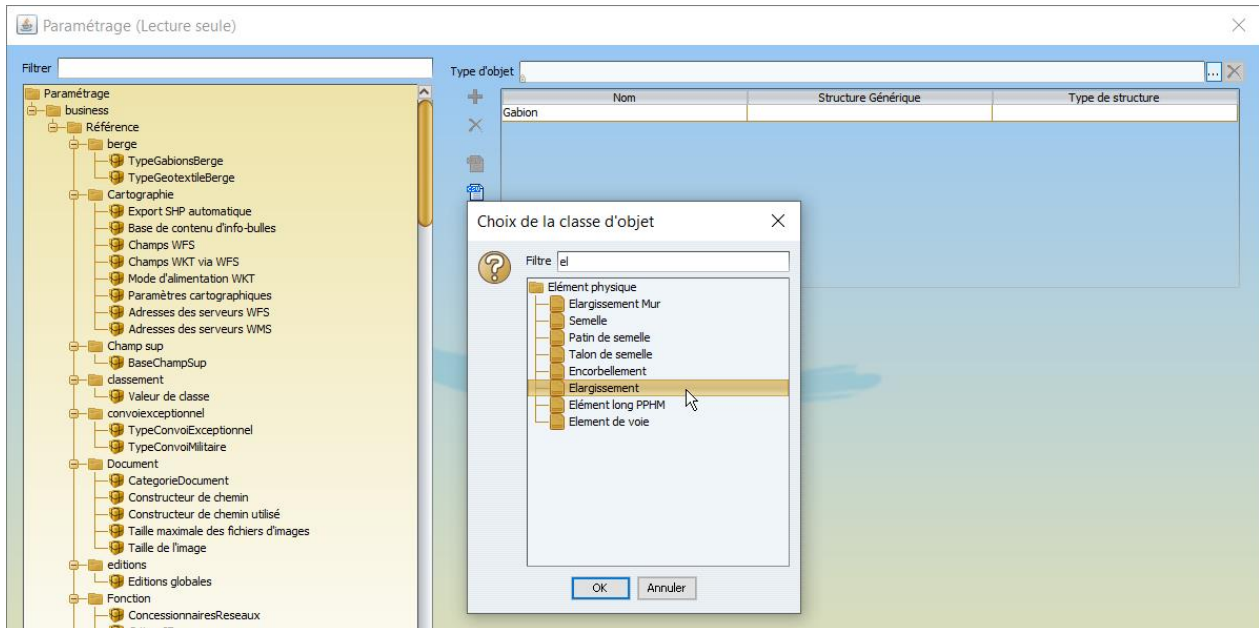 Paramétrage (Lecture seule)
Filtrer
Paramétrage
business
Référence
berge
TypeGabionsBerge
TypeGeotextileBerge
Cartographie
Export SHP automatique
Base de contenu d'info-bulles
Champs WFS
Champs WKT via WFS
Mode d'alimentation WKT
Paramètres cartographiques
Adresses des serveurs WFS
Adresses des serveurs WMS
Champ sup
BaseChampSup
classement
Valeur de classe
convoiexceptionnel
TypeConvoiExceptionnel
TypeConvoiMilitaire
Document
CategorieDocument
Constructeur de chemin
Constructeur de chemin utilisé
Taille maximale des fichiers d'images
Taille de l'image
editions
Editions globales
Fonction
ConcessionnairesReseaux
Type d'objet
...
Nom Structure Générique Type de structure
Gabion
Choix de la classe d'objet
Filtre el
Elément physique
Elargissement Mur
Semelle
Patin de semelle
Talon de semelle
Encorbellement
Elargissement
Elément long PPHM
Element de voie
OK Annuler